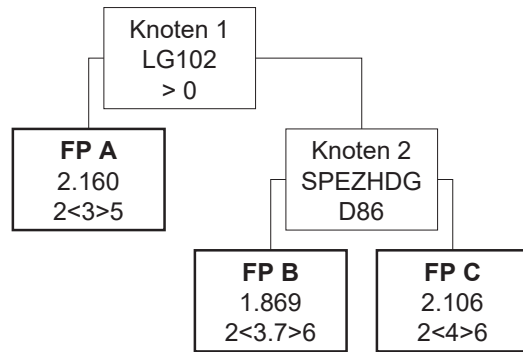 Knoten 1
LG102
> 0
FP A
2.160
2<3>5
Knoten 2
SPEZHDG
D86
FP B
1.869
2<3.7>6
FP C
2.106
2<4>6